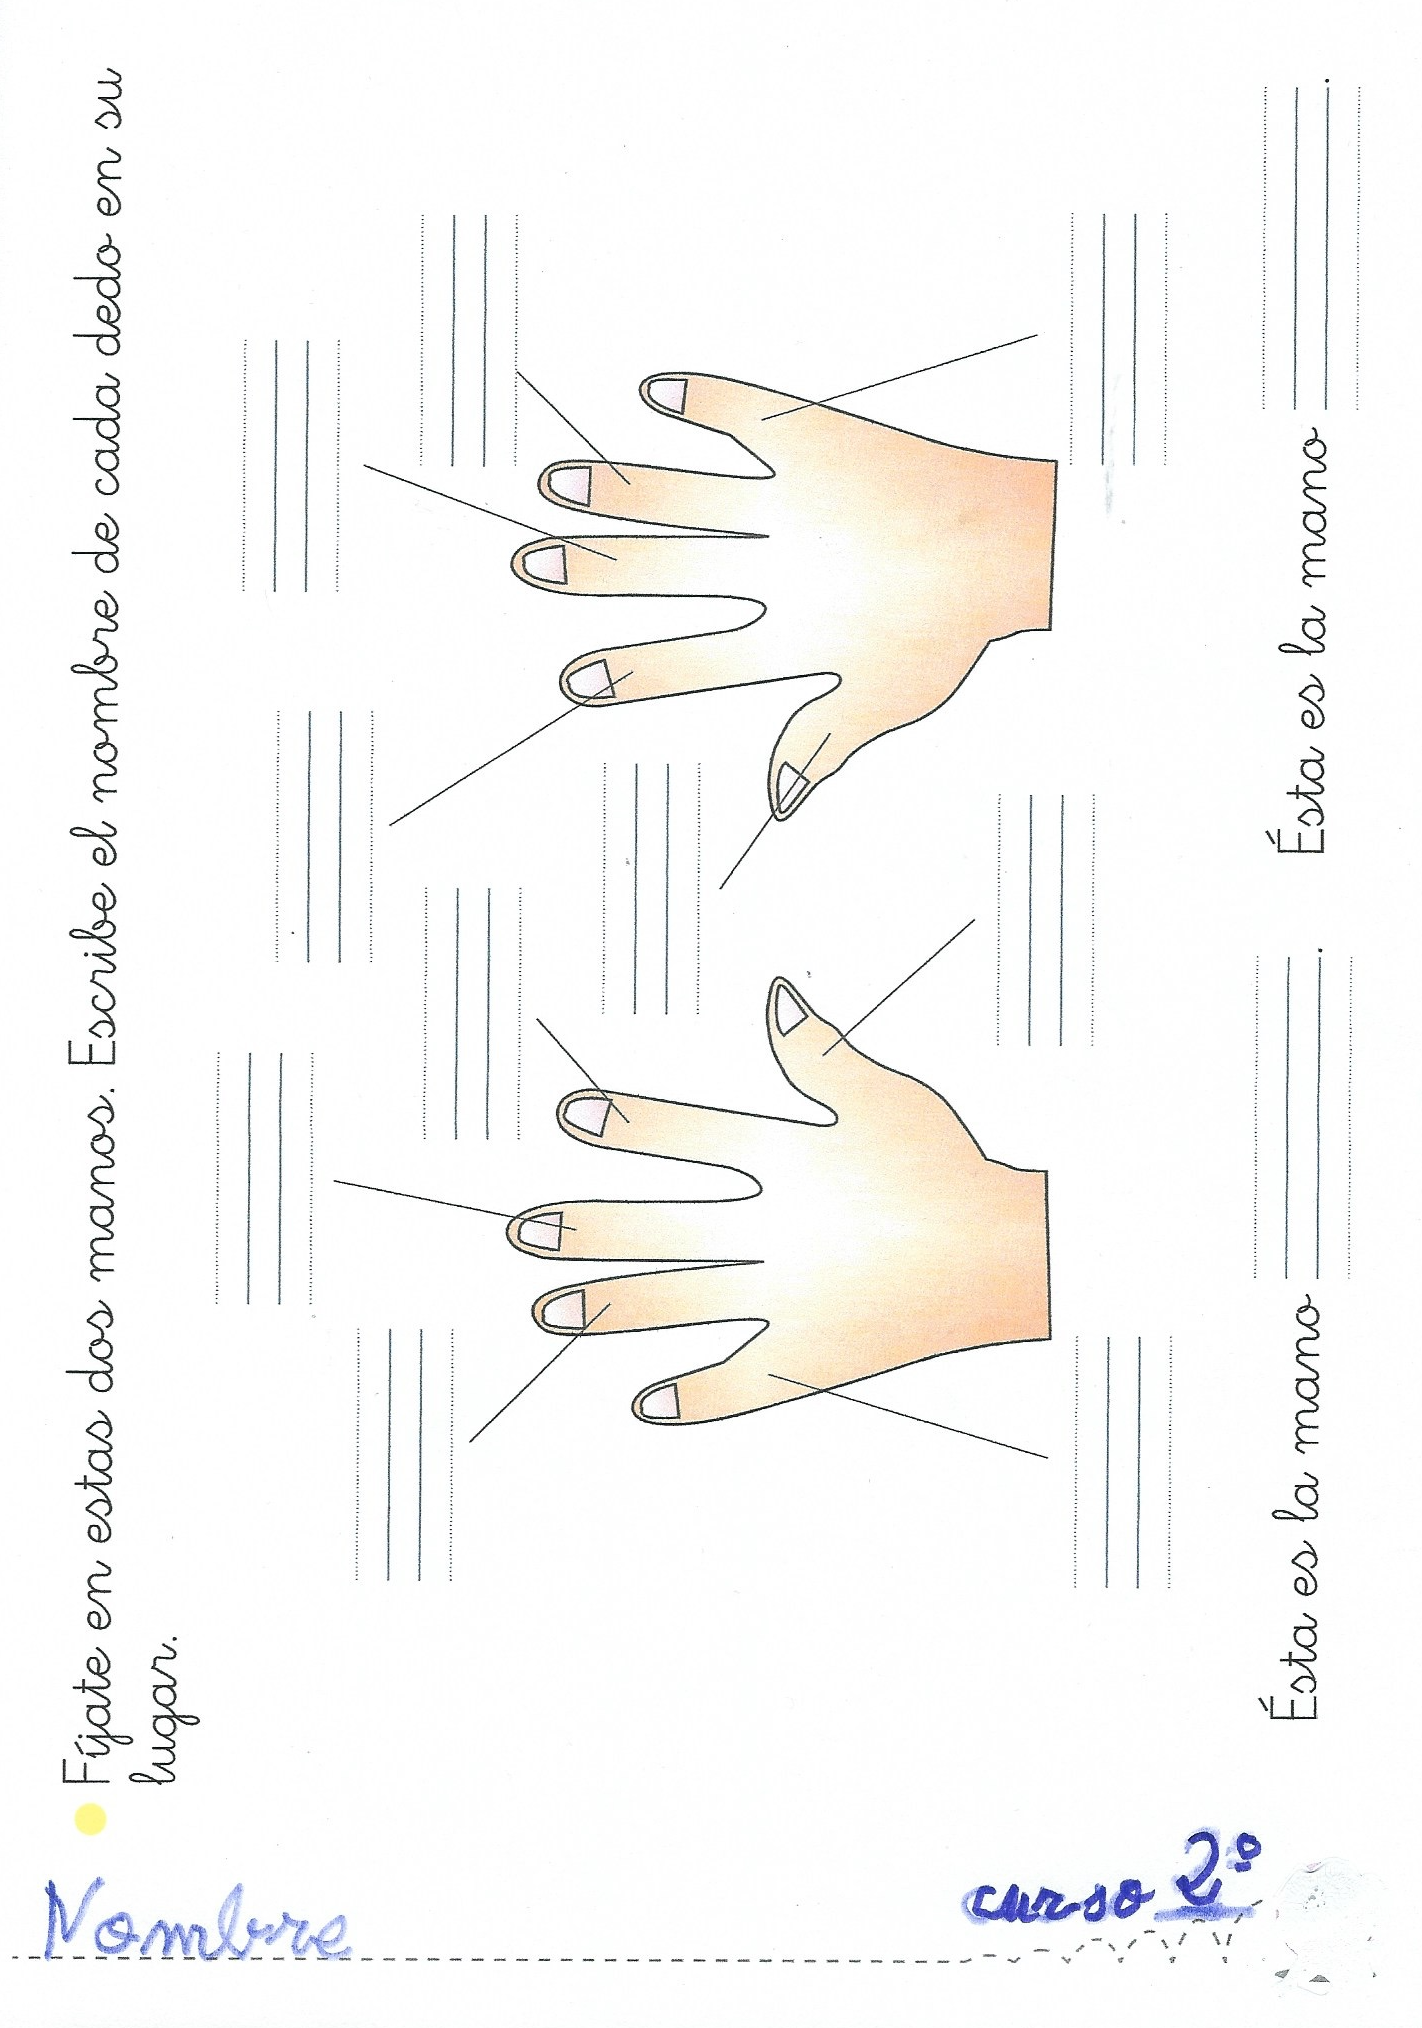 Nombre
curso 2º
Fíjate en estas dos manos. Escribe el nombre de cada dedo en su
lugar.
Ésta es la mano .
Ésta es la mano .